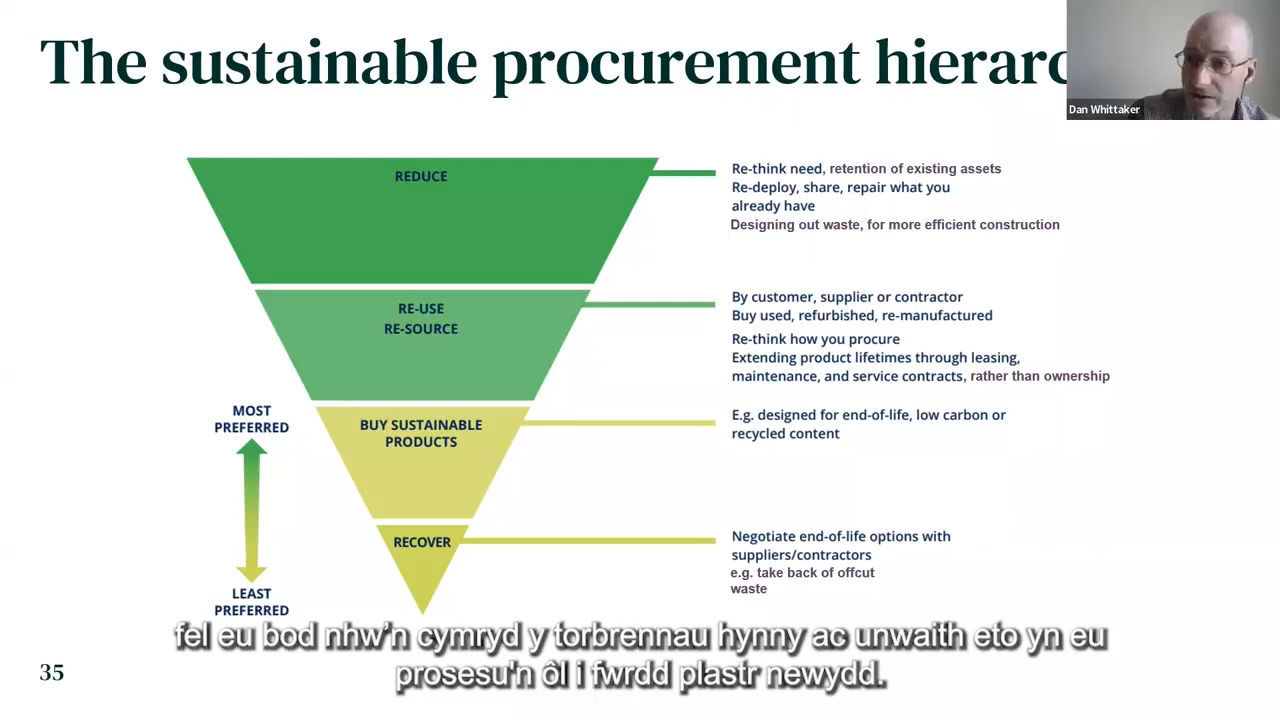 The sustainable procurement hierarc
Dan Whittaker
REDUCE
Re-think need, retention of existing assets
Re-deploy, share, repair what you
already have
Designing out waste, for more efficient construction
RE-USE
RE-SOURCE
By customer, supplier or contractor
Buy used, refurbished, re-manufactured
Re-think how you procure
Extending product lifetimes through leasing,
maintenance, and service contracts, rather than ownership
MOST
PREFERRED
BUY SUSTAINABLE
PRODUCTS
E.g. designed for end-of-life, low carbon or
recycled content
RECOVER
Negotiate end-of-life options with
suppliers/contractors
e.g. take back of offcut
waste
LEAST
PREFERRED
fel eu bod nhw'n cymryd y torbrennau hynny ac unwaith eto yn eu
prosesu'n ôl i fwrdd plastr newydd.
35